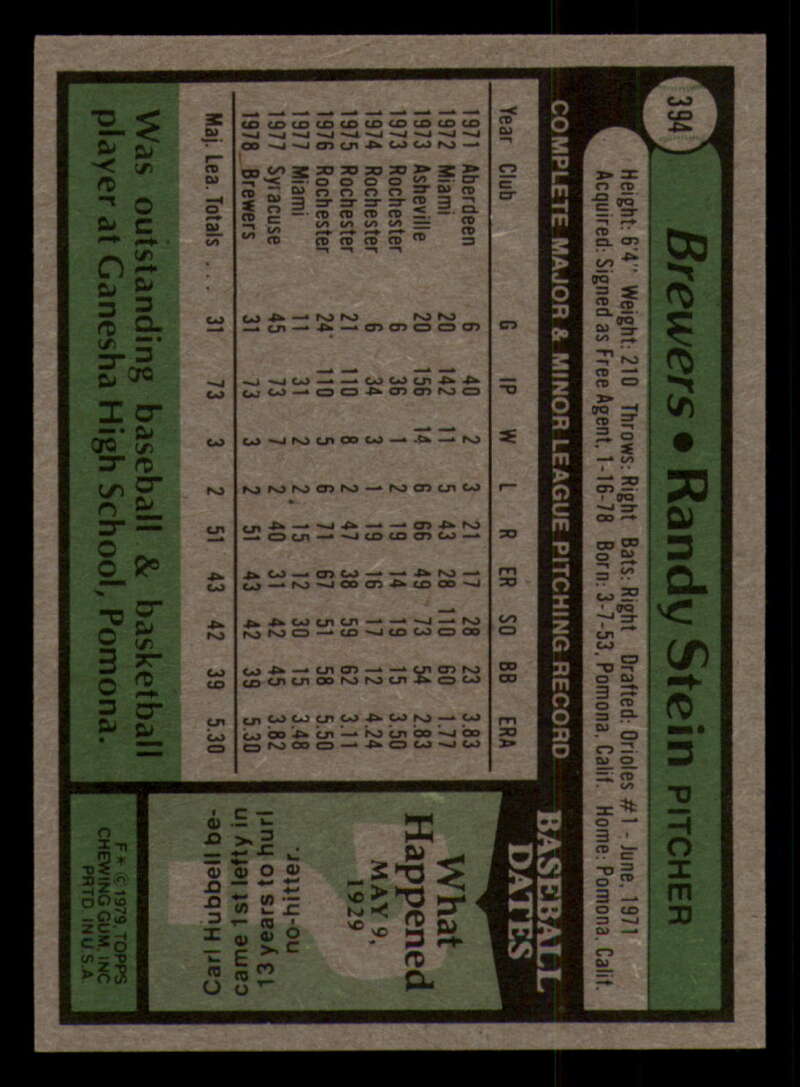 394
Brewers • Randy Stein PITCHER
Height: 6'4" Weight: 210 Throws: Right Bats: Right Drafted: Orioles #1 - June, 1971
Acquired: Signed as Free Agent, 1-16-78 Born: 3-7-53, Pomona, Calif. Home: Pomona, Calif.
COMPLETE MAJOR & MINOR LEAGUE PITCHING RECORD
Year Club G IP W L R ER SO BB ERA
1971 Aberdeen 6 40 2 3 21 17 28 23 3.83
1972 Miami 20 142 11 5 43 28 110 60 1.77
1973 Asheville 20 156 14 6 66 49 73 54 2.83
1973 Rochester 6 36 1 2 19 14 19 15 3.50
1974 Rochester 6 34 3 1 19 16 17 12 4.24
1975 Rochester 21 110 8 2 47 38 59 62 3.11
1976 Rochester 24 110 5 6 71 67 51 58 5.50
1977 Miami 11 31 2 2 15 12 30 15 3.48
1977 Syracuse 45 73 7 2 40 31 42 45 3.82
1978 Brewers 31 73 3 2 51 43 42 39 5.30
Maj. Lea. Totals . . . 31 73 3 2 51 43 42 39 5.30
Was outstanding baseball & basketball
player at Ganesha High School, Pomona.
BASEBALL
DATES
What
Happened
MAY 9,
1929
Carl Hubbell be-
came 1st lefty in
13 years to hurl
no-hitter.
F * © 1979, TOPPS
CHEWING GUM, INC
PRTD. IN U.S.A.